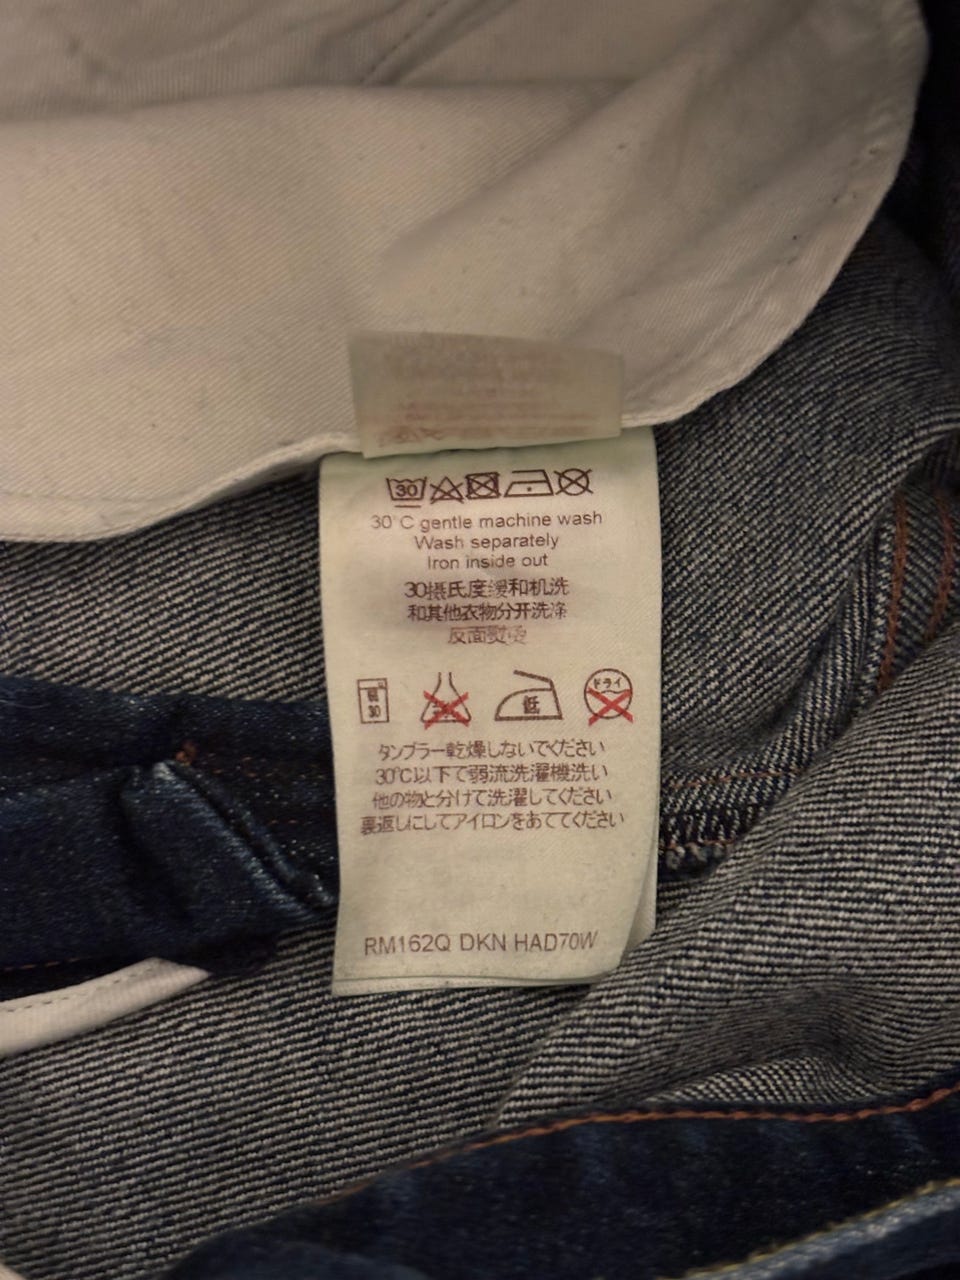 30
30°C gentle machine wash
Wash separately
Iron inside out
30摄氏度缓和机洗
和其他衣物分开洗涤
反面熨烫
弱 30 低 ドライ
タンブラー乾燥しないでください
30℃以下で弱流洗濯機洗い
他の物と分けて洗濯してください
裏返しにしてアイロンをあててください
RM162Q DKN HAD70W